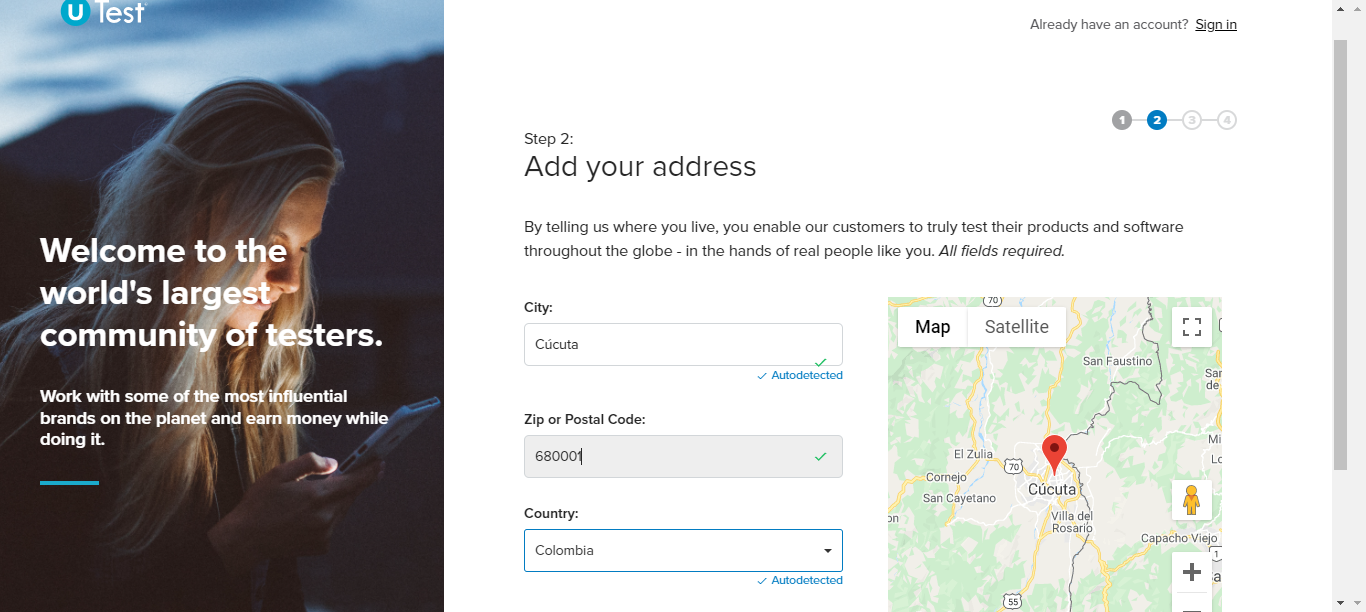 U Test
Already have an account? Sign in
1 2 3 4
Step 2:
Add your address
Welcome to the
world's largest
community of testers.
Work with some of the most influential
brands on the planet and earn money while
doing it.
By telling us where you live, you enable our customers to truly test their products and software
throughout the globe - in the hands of real people like you. All fields required.
City:
Cúcuta
Autodetected
Zip or Postal Code:
680001
Country:
Colombia
Autodetected
Map Satellite
70
San Faustino
El Zulia
70
Cornejo
San Cayetano
Cúcuta
Villa del
Rosario
Capacho Viejo
1
55